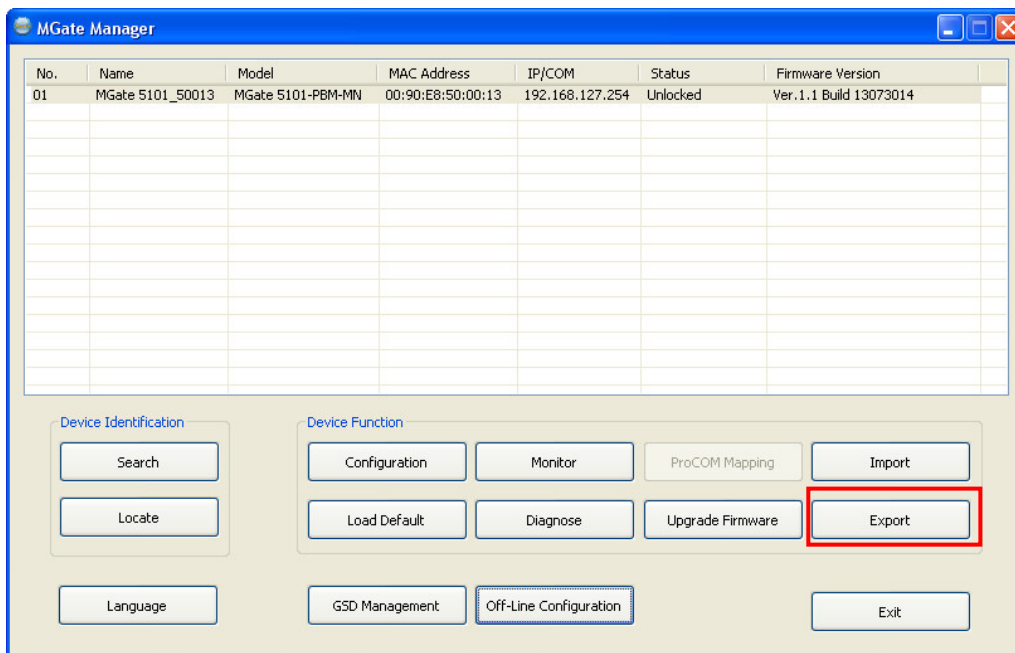 MGate Manager
No. Name Model MAC Address IP/COM Status Firmware Version
01 MGate 5101_50013 MGate 5101-PBM-MN 00:90:E8:50:00:13 192.168.127.254 Unlocked Ver.1.1 Build 13073014
Device Identification Device Function
Search Configuration Monitor ProCOM Mapping Import
Locate Load Default Diagnose Upgrade Firmware Export
Language GSD Management Off-Line Configuration Exit